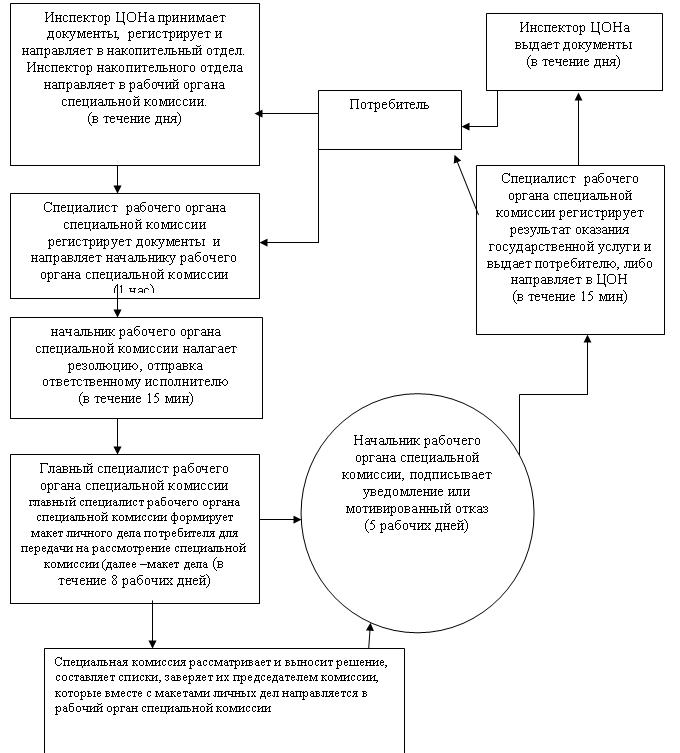 Инспектор ЦОНа принимает
документы,  регистрирует и
направляет в накопительный отдел.
Инспектор накопительного отдела
направляет в рабочий органа
специальной комиссии.
(в течение дня)
Потребитель
Инспектор ЦОНа
выдает документы
(в течение дня)
Специалист  рабочего органа
специальной комиссии
регистрирует документы  и
направляет начальнику рабочего
органа специальной комиссии
(1 час)
Специалист  рабочего
органа специальной
комиссии регистрирует
результат оказания
государственной услуги и
выдает потребителю, либо
направляет в ЦОН
(в течение 15 мин)
начальник рабочего органа
специальной комиссии налагает
резолюцию, отправка
ответственному исполнителю
(в течение 15 мин)
Главный специалист рабочего
органа специальной комиссии
главный специалист рабочего органа
специальной комиссии формирует
макет личного дела потребителя для
передачи на рассмотрение специальной
комиссии (далее –макет дела (в
течение 8 рабочих дней)
Начальник рабочего
органа специальной
комиссии, подписывает
уведомление или
мотивированный отказ
(5 рабочих дней)
Специальная комиссия рассматривает и выносит решение,
составляет списки, заверяет их председателем комиссии,
которые вместе с макетами личных дел направляется в
рабочий орган специальной комиссии